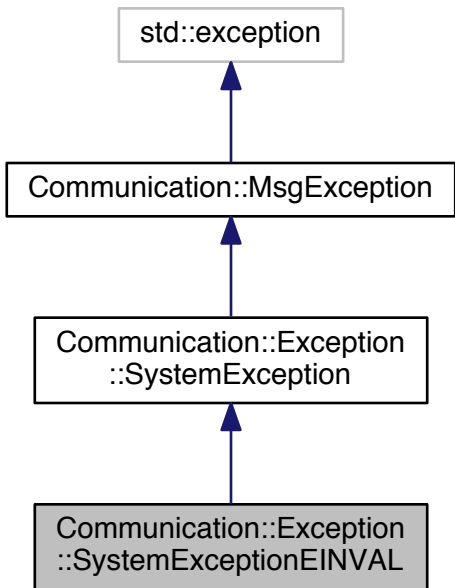 std::exception
Communication::MsgException
Communication::Exception
::SystemException
Communication::Exception
::SystemExceptionEINVAL